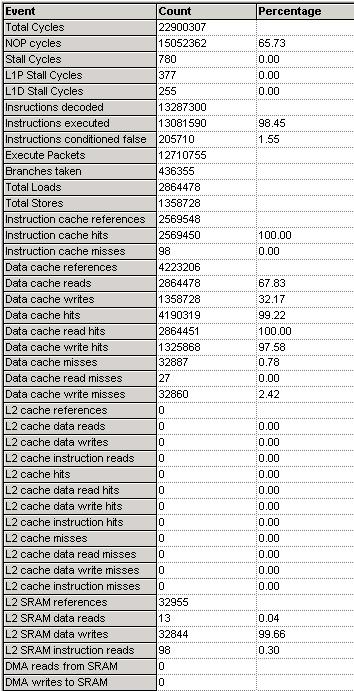 Event Count Percentage
Total Cycles 22900307
NOP cycles 15052362 65.73
Stall Cycles 780 0.00
L1P Stall Cycles 377 0.00
L1D Stall Cycles 255 0.00
Insructions decoded 13287300
Instructions executed 13081590 98.45
Instructions conditioned false 205710 1.55
Execute Packets 12710755
Branches taken 436355
Total Loads 2864478
Total Stores 1358728
Instruction cache references 2569548
Instruction cache hits 2569450 100.00
Instruction cache misses 98 0.00
Data cache references 4223206
Data cache reads 2864478 67.83
Data cache writes 1358728 32.17
Data cache hits 4190319 99.22
Data cache read hits 2864451 100.00
Data cache write hits 1325868 97.58
Data cache misses 32887 0.78
Data cache read misses 27 0.00
Data cache write misses 32860 2.42
L2 cache references 0
L2 cache data reads 0 0.00
L2 cache data writes 0 0.00
L2 cache instruction reads 0 0.00
L2 cache hits 0 0.00
L2 cache data read hits 0 0.00
L2 cache data write hits 0 0.00
L2 cache instruction hits 0 0.00
L2 cache misses 0 0.00
L2 cache data read misses 0 0.00
L2 cache data write misses 0 0.00
L2 cache instruction misses 0 0.00
L2 SRAM references 32955
L2 SRAM data reads 13 0.04
L2 SRAM data writes 32844 99.66
L2 SRAM instruction reads 98 0.30
DMA reads from SRAM 0
DMA writes to SRAM 0